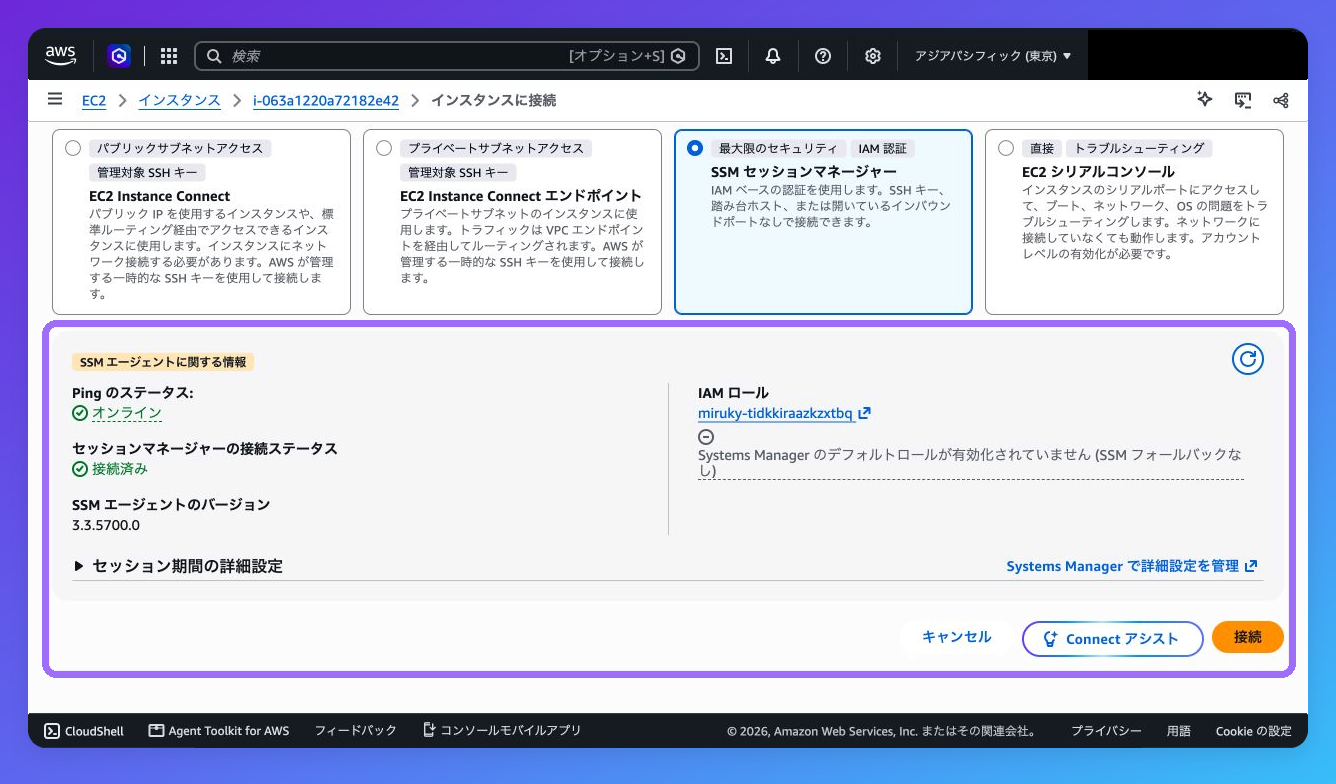 aws
検索
[オプション+S]
アジアパシフィック (東京)
EC2
インスタンス
i-063a1220a72182e42
インスタンスに接続
パブリックサブネットアクセス
管理対象 SSH キー
EC2 Instance Connect
パブリック IP を使用するインスタンスや、標
準ルーティング経由でアクセスできるインス
タンスに使用します。インスタンスにネット
ワーク接続する必要があります。AWS が管理
する一時的な SSH キーを使用して接続しま
す。
プライベートサブネットアクセス
管理対象 SSH キー
EC2 Instance Connect エンドポイント
プライベートサブネットのインスタンスに使
用します。トラフィックは VPC エンドポイン
トを経由してルーティングされます。AWS が
管理する一時的な SSH キーを使用して接続し
ます。
最大限のセキュリティ
IAM 認証
SSM セッションマネージャー
IAM ベースの認証を使用します。SSH キー、
踏み台ホスト、または開いているインバウン
ドポートなしで接続できます。
直接
トラブルシューティング
EC2 シリアルコンソール
インスタンスのシリアルポートにアクセスし
て、ブート、ネットワーク、OS の問題をトラ
ブルシューティングします。ネットワークに
接続していなくても動作します。アカウント
レベルの有効化が必要です。
SSM エージェントに関する情報
Ping のステータス:
オンライン
セッションマネージャーの接続ステータス
接続済み
SSM エージェントのバージョン
3.3.5700.0
IAM ロール
miruky-tidkkiraazkzxtbq
Systems Manager のデフォルトロールが有効化されていません (SSM フォールバックな
し)
セッション期間の詳細設定
Systems Manager で詳細設定を管理
キャンセル
Connect アシスト
接続
CloudShell
Agent Toolkit for AWS
フィードバック
コンソールモバイルアプリ
© 2026, Amazon Web Services, Inc. またはその関連会社。
プライバシー
用語
Cookie の設定